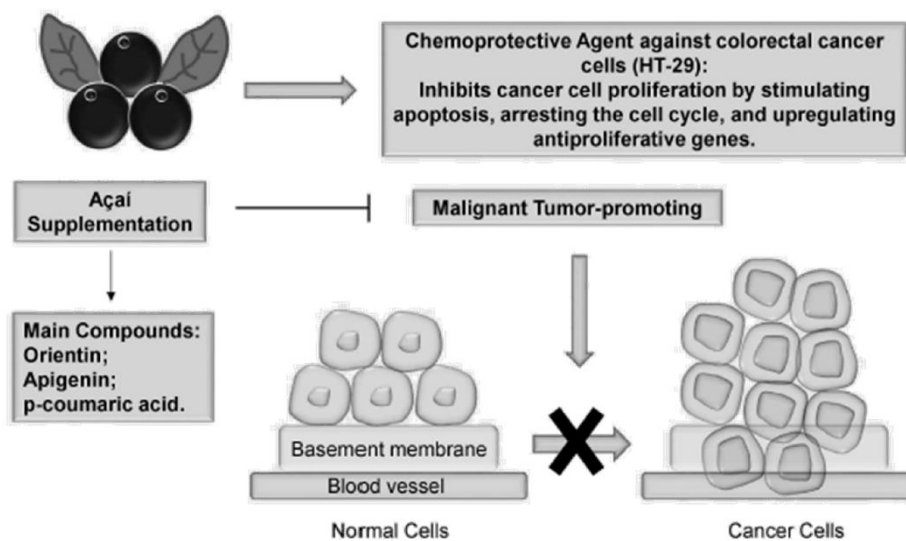 Chemoprotective Agent against colorectal cancer
cells (HT-29):
Inhibits cancer cell proliferation by stimulating
apoptosis, arresting the cell cycle, and upregulating
antiproliferative genes.
Açaí
Supplementation
Malignant Tumor-promoting
Main Compounds:
Orientin;
Apigenin;
p-coumaric acid.
Basement membrane
Blood vessel
Normal Cells
Cancer Cells